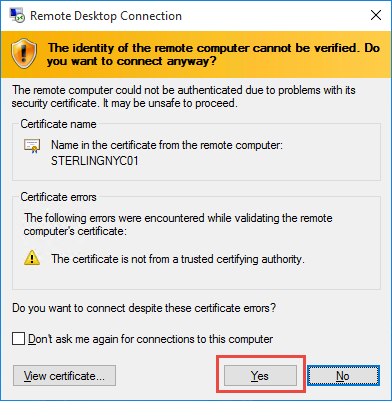 Remote Desktop Connection
The identity of the remote computer cannot be verified. Do
you want to connect anyway?
The remote computer could not be authenticated due to problems with its
security certificate. It may be unsafe to proceed.
Certificate name
Name in the certificate from the remote computer:
STERLINGNYC01
Certificate errors
The following errors were encountered while validating the remote
computer's certificate:
The certificate is not from a trusted certifying authority.
Do you want to connect despite these certificate errors?
Don't ask me again for connections to this computer
View certificate...
Yes
No